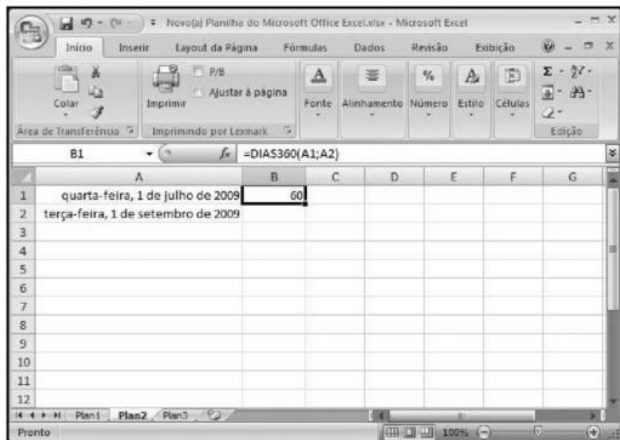 Novo(a) Planilha do Microsoft Office Excel.xlsx - Microsoft Excel
Início Inserir Layout da Página Fórmulas Dados Revisão Exibição
Colar
Área de Transferência
P/B
Ajustar à página
Imprimir
Imprimindo por Lexmark
Fonte Alinhamento Número Estilo Células
Edição
B1 fx =DIAS360(A1;A2)
A B C D E F G
1 quarta-feira, 1 de julho de 2009 60
2 terça-feira, 1 de setembro de 2009
3
4
5
6
7
8
9
10
11
12
Plan1 Plan2 Plan3
Pronto 100%